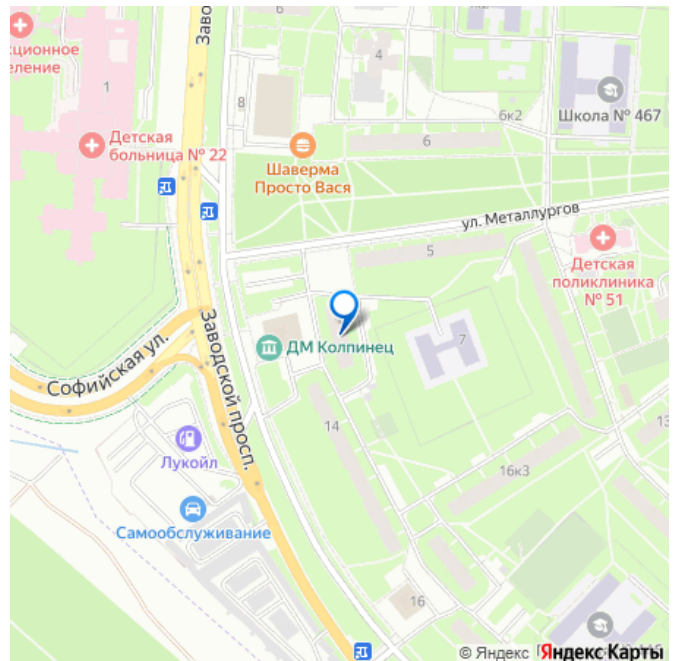 Заво
6
кционное
еление
1
4
8
Школа № 467
6к2
Детская
больница № 22
6
Шаверма
Просто Вася
ул. Металлургов
5
Детская
поликлиника
№ 51
Заводской просп.
7
ДМ Колпинец
Софийская ул.
14
13
Лукойл
16к3
Самообслуживание
16
© Яндекс
Яндекс Карты